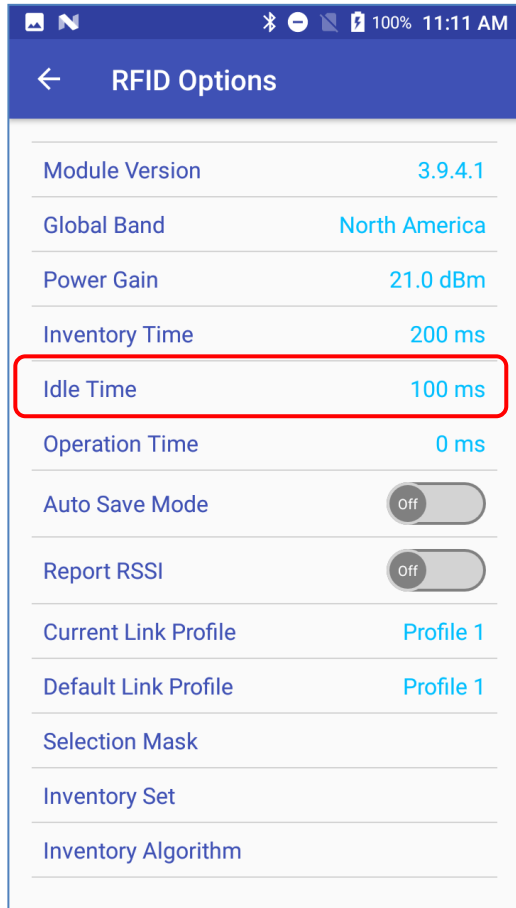 100% 11:11 AM
RFID Options
Module Version 3.9.4.1
Global Band North America
Power Gain 21.0 dBm
Inventory Time 200 ms
Idle Time 100 ms
Operation Time 0 ms
Auto Save Mode Off
Report RSSI Off
Current Link Profile Profile 1
Default Link Profile Profile 1
Selection Mask
Inventory Set
Inventory Algorithm